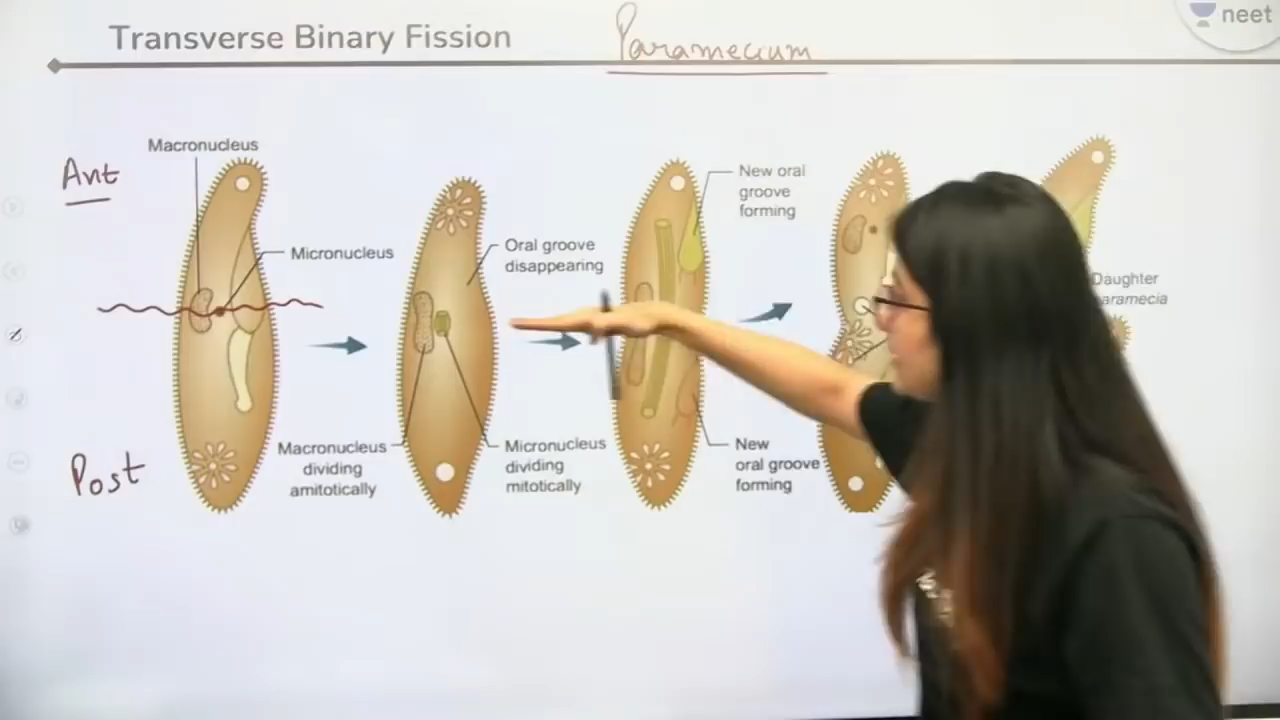 Transverse Binary Fission
Paramecium
neet
Macronucleus
Ant
Micronucleus
Oral groove
disappearing
New oral
groove
forming
Daughter
paramecia
Post
Macronucleus
dividing
amitotically
Micronucleus
dividing
mitotically
New
oral groove
forming